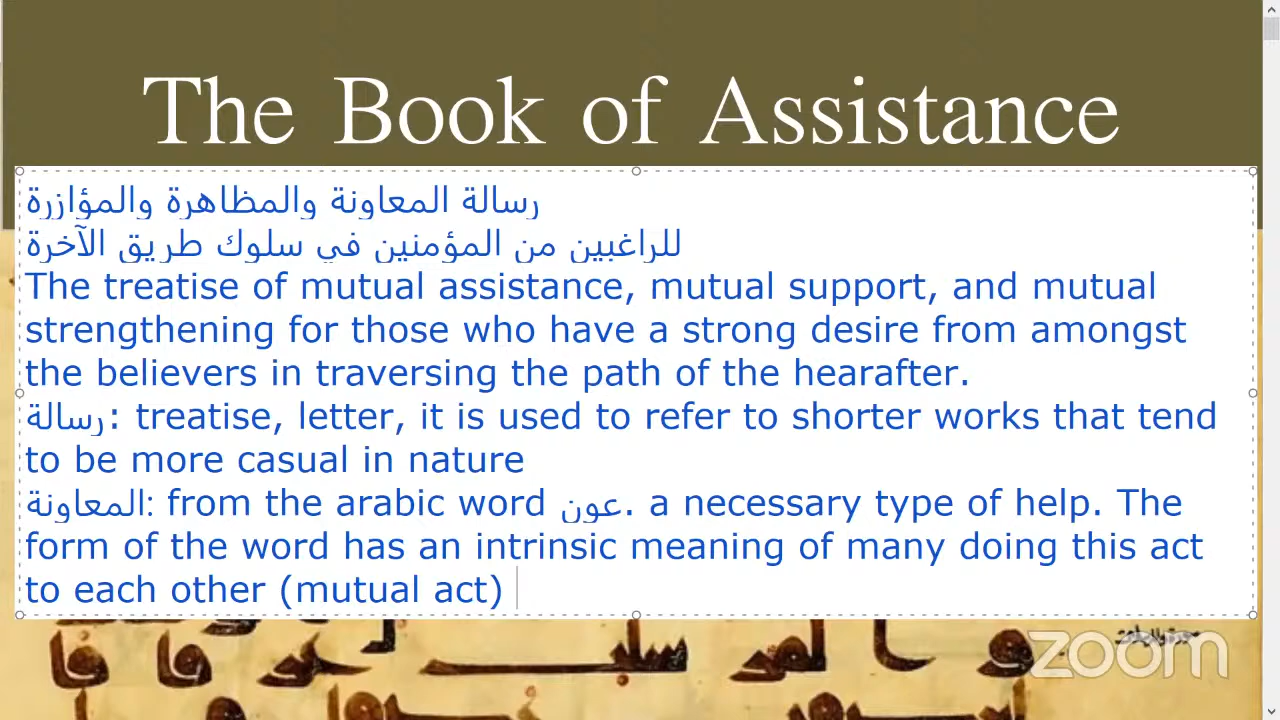 The Book of Assistance
رسالة المعاونة والمظاهرة والمؤازرة
للراغبين من المؤمنين في سلوك طريق الآخرة
The treatise of mutual assistance, mutual support, and mutual
strengthening for those who have a strong desire from amongst
the believers in traversing the path of the hearafter.
رسالة: treatise, letter, it is used to refer to shorter works that tend
to be more casual in nature
المعاونة: from the arabic word عون. a necessary type of help. The
form of the word has an intrinsic meaning of many doing this act
to each other (mutual act)
zoom